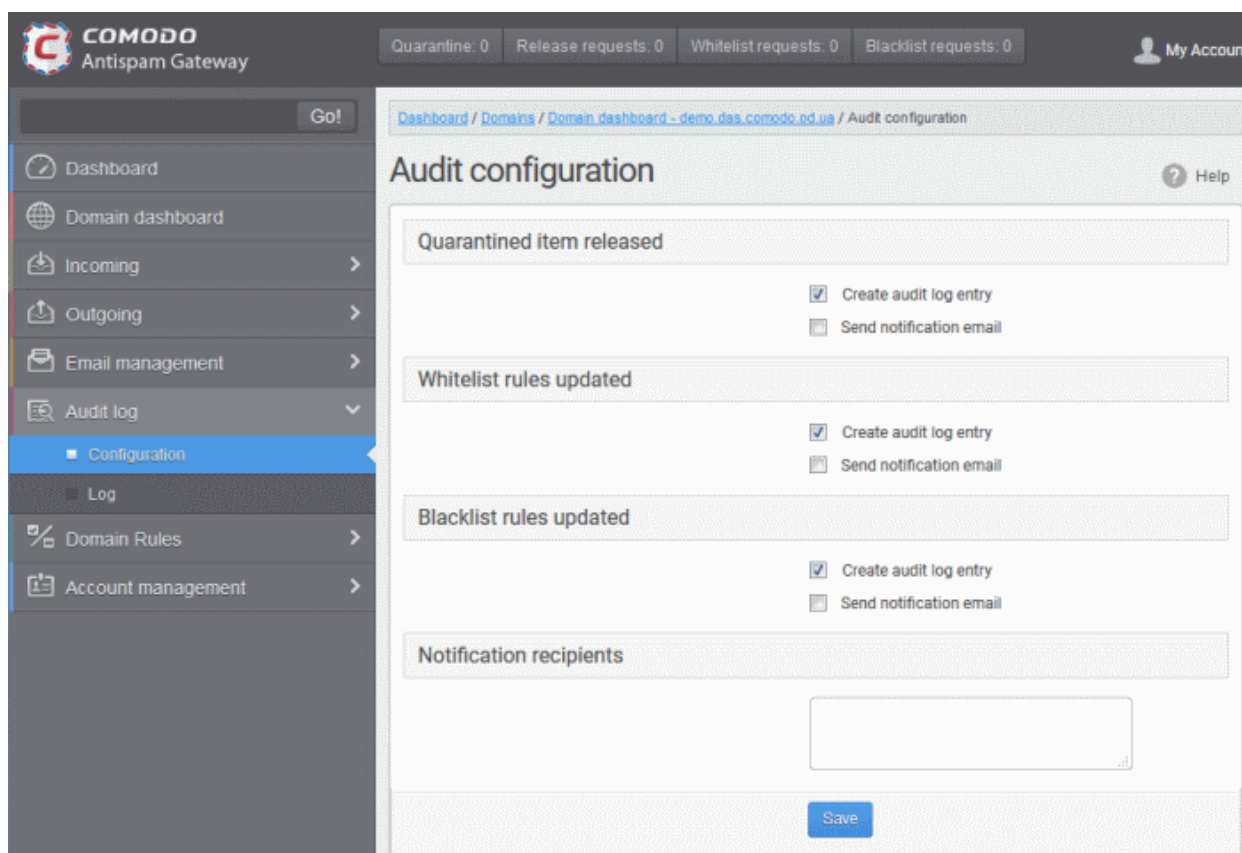 COMODO
Antispam Gateway
Quarantine: 0 Release requests: 0 Whitelist requests: 0 Blacklist requests: 0
My Accoun
Go!
Dashboard
Domain dashboard
Incoming
Outgoing
Email management
Audit log
Configuration
Log
Domain Rules
Account management
Dashboard / Domains / Domain dashboard - demo.das.comodo.od.ua / Audit configuration
Audit configuration
Help
Quarantined item released
Create audit log entry
Send notification email
Whitelist rules updated
Create audit log entry
Send notification email
Blacklist rules updated
Create audit log entry
Send notification email
Notification recipients
Save